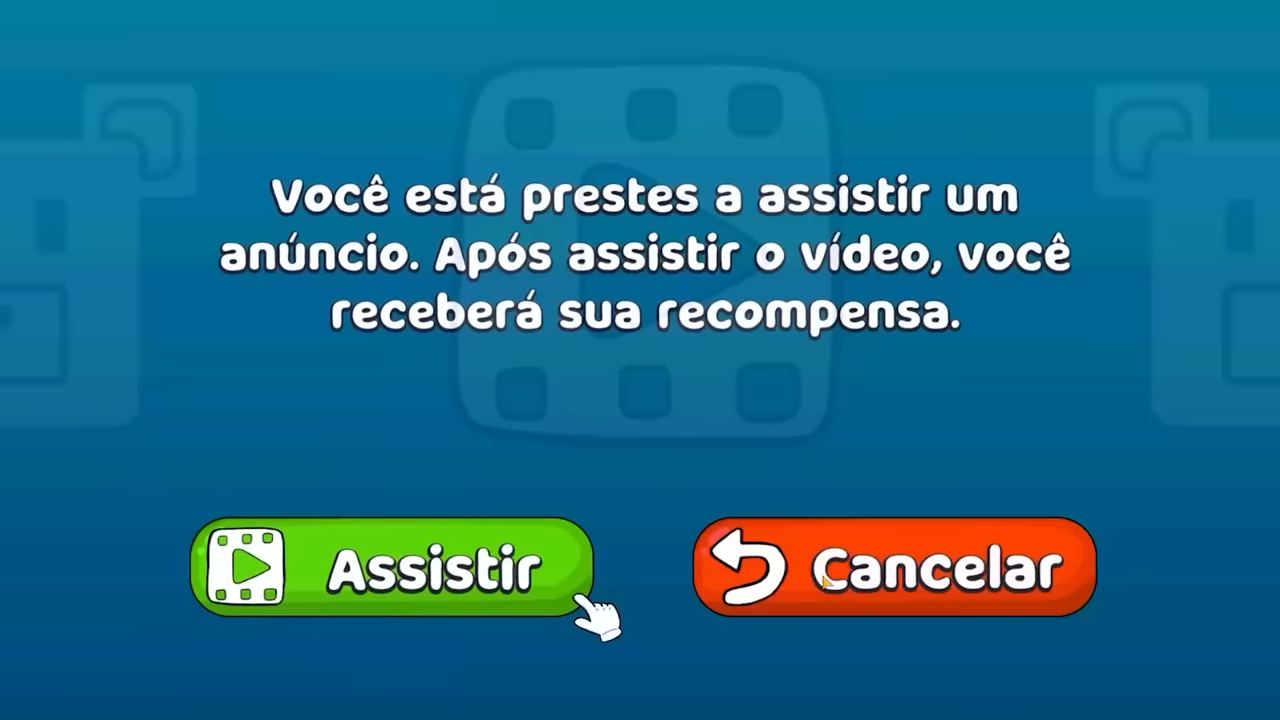 Você está prestes a assistir um
anúncio. Após assistir o vídeo, você
receberá sua recompensa.
Assistir
Cancelar